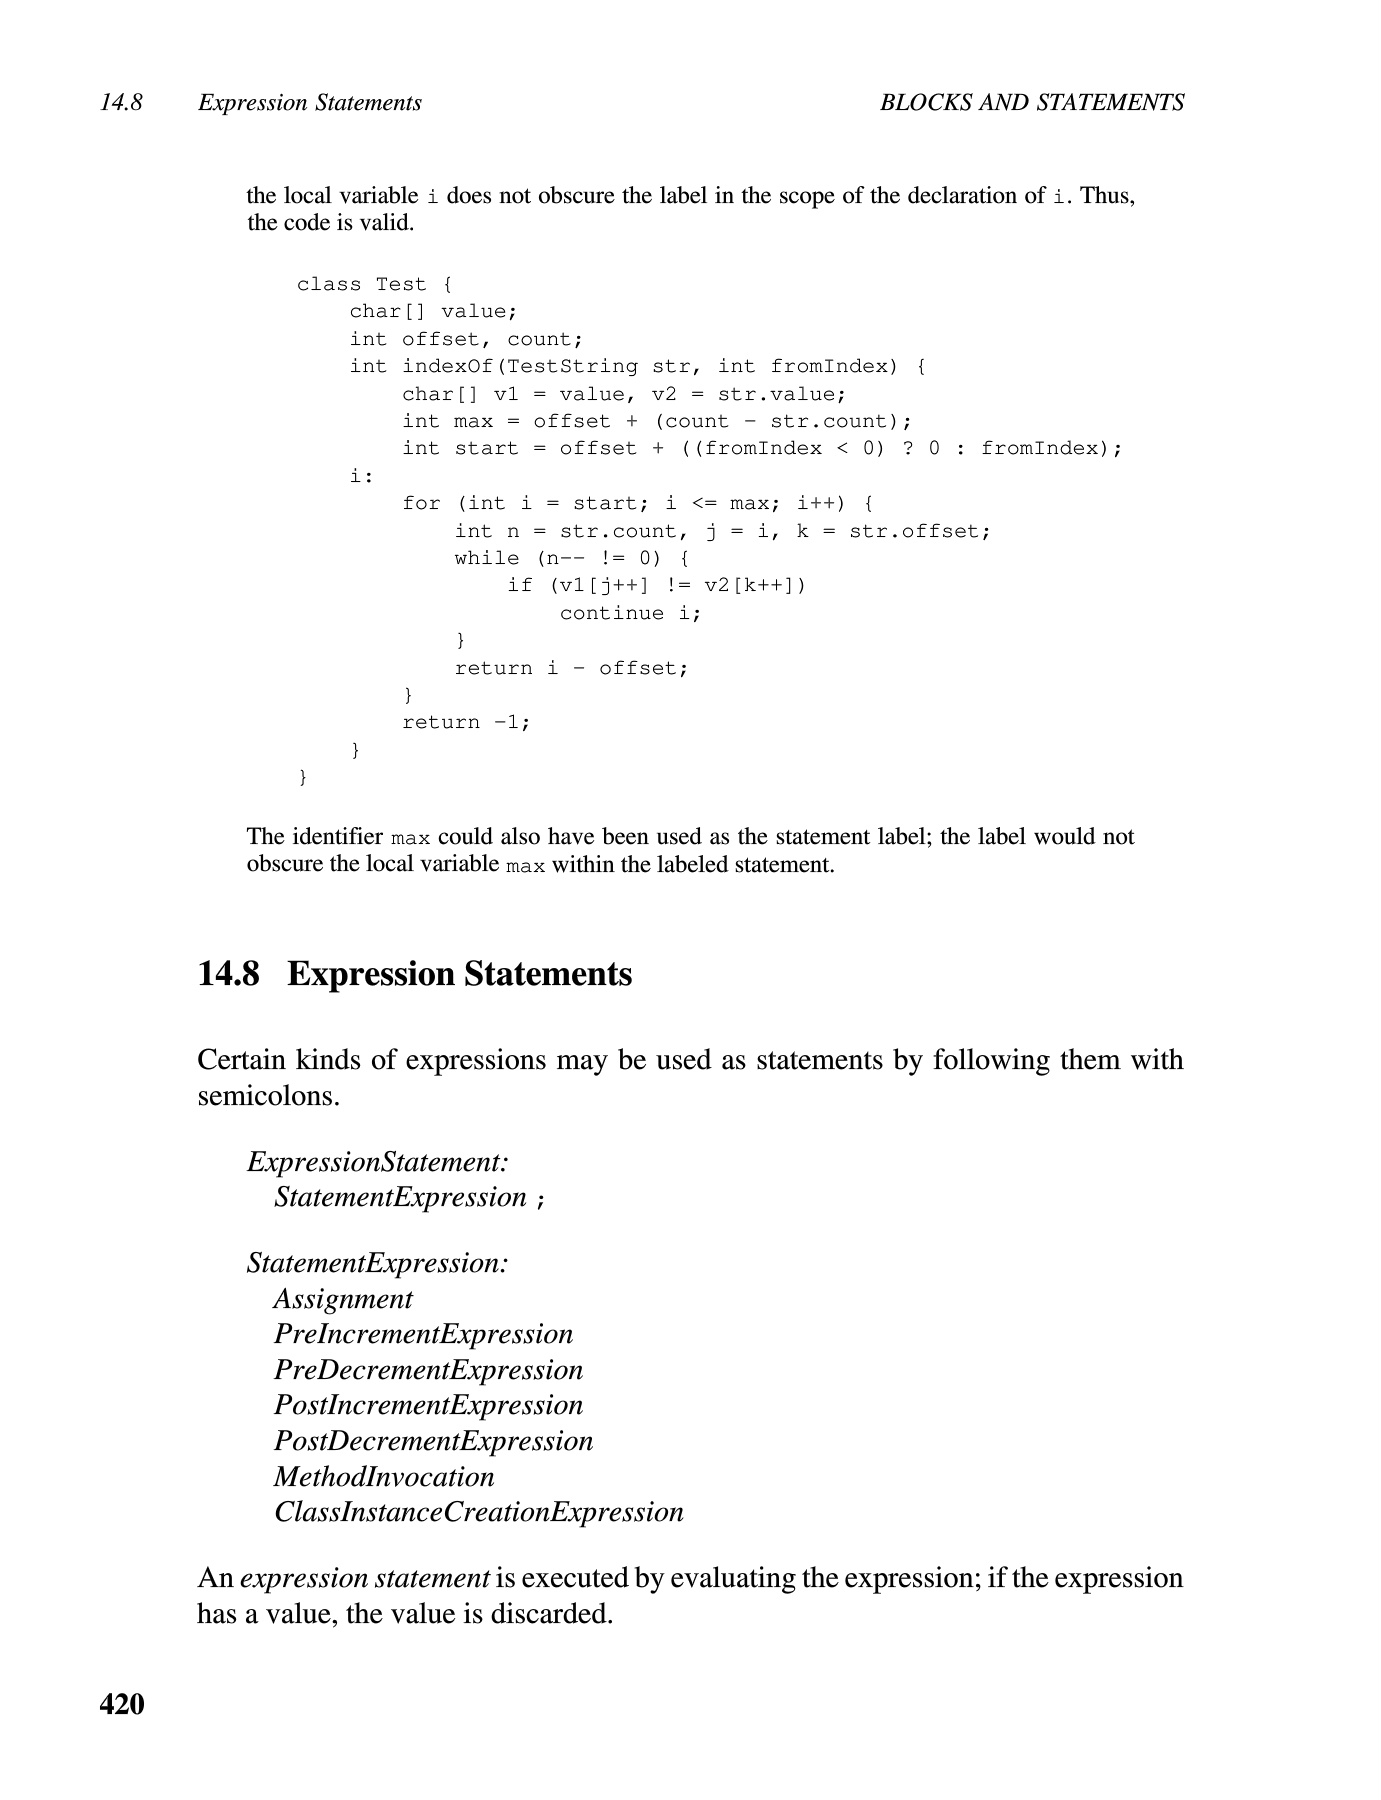 14.8 Expression Statements BLOCKS AND STATEMENTS
the local variable i does not obscure the label in the scope of the declaration of i. Thus,
the code is valid.
class Test {
    char[] value;
    int offset, count;
    int indexOf(TestString str, int fromIndex) {
        char[] v1 = value, v2 = str.value;
        int max = offset + (count - str.count);
        int start = offset + ((fromIndex < 0) ? 0 : fromIndex);
    i:
        for (int i = start; i <= max; i++) {
            int n = str.count, j = i, k = str.offset;
            while (n-- != 0) {
                if (v1[j++] != v2[k++])
                    continue i;
            }
            return i - offset;
        }
        return -1;
    }
}
The identifier max could also have been used as the statement label; the label would not
obscure the local variable max within the labeled statement.
14.8 Expression Statements
Certain kinds of expressions may be used as statements by following them with
semicolons.
ExpressionStatement:
StatementExpression ;
StatementExpression:
Assignment
PreIncrementExpression
PreDecrementExpression
PostIncrementExpression
PostDecrementExpression
MethodInvocation
ClassInstanceCreationExpression
An expression statement is executed by evaluating the expression; if the expression
has a value, the value is discarded.
420